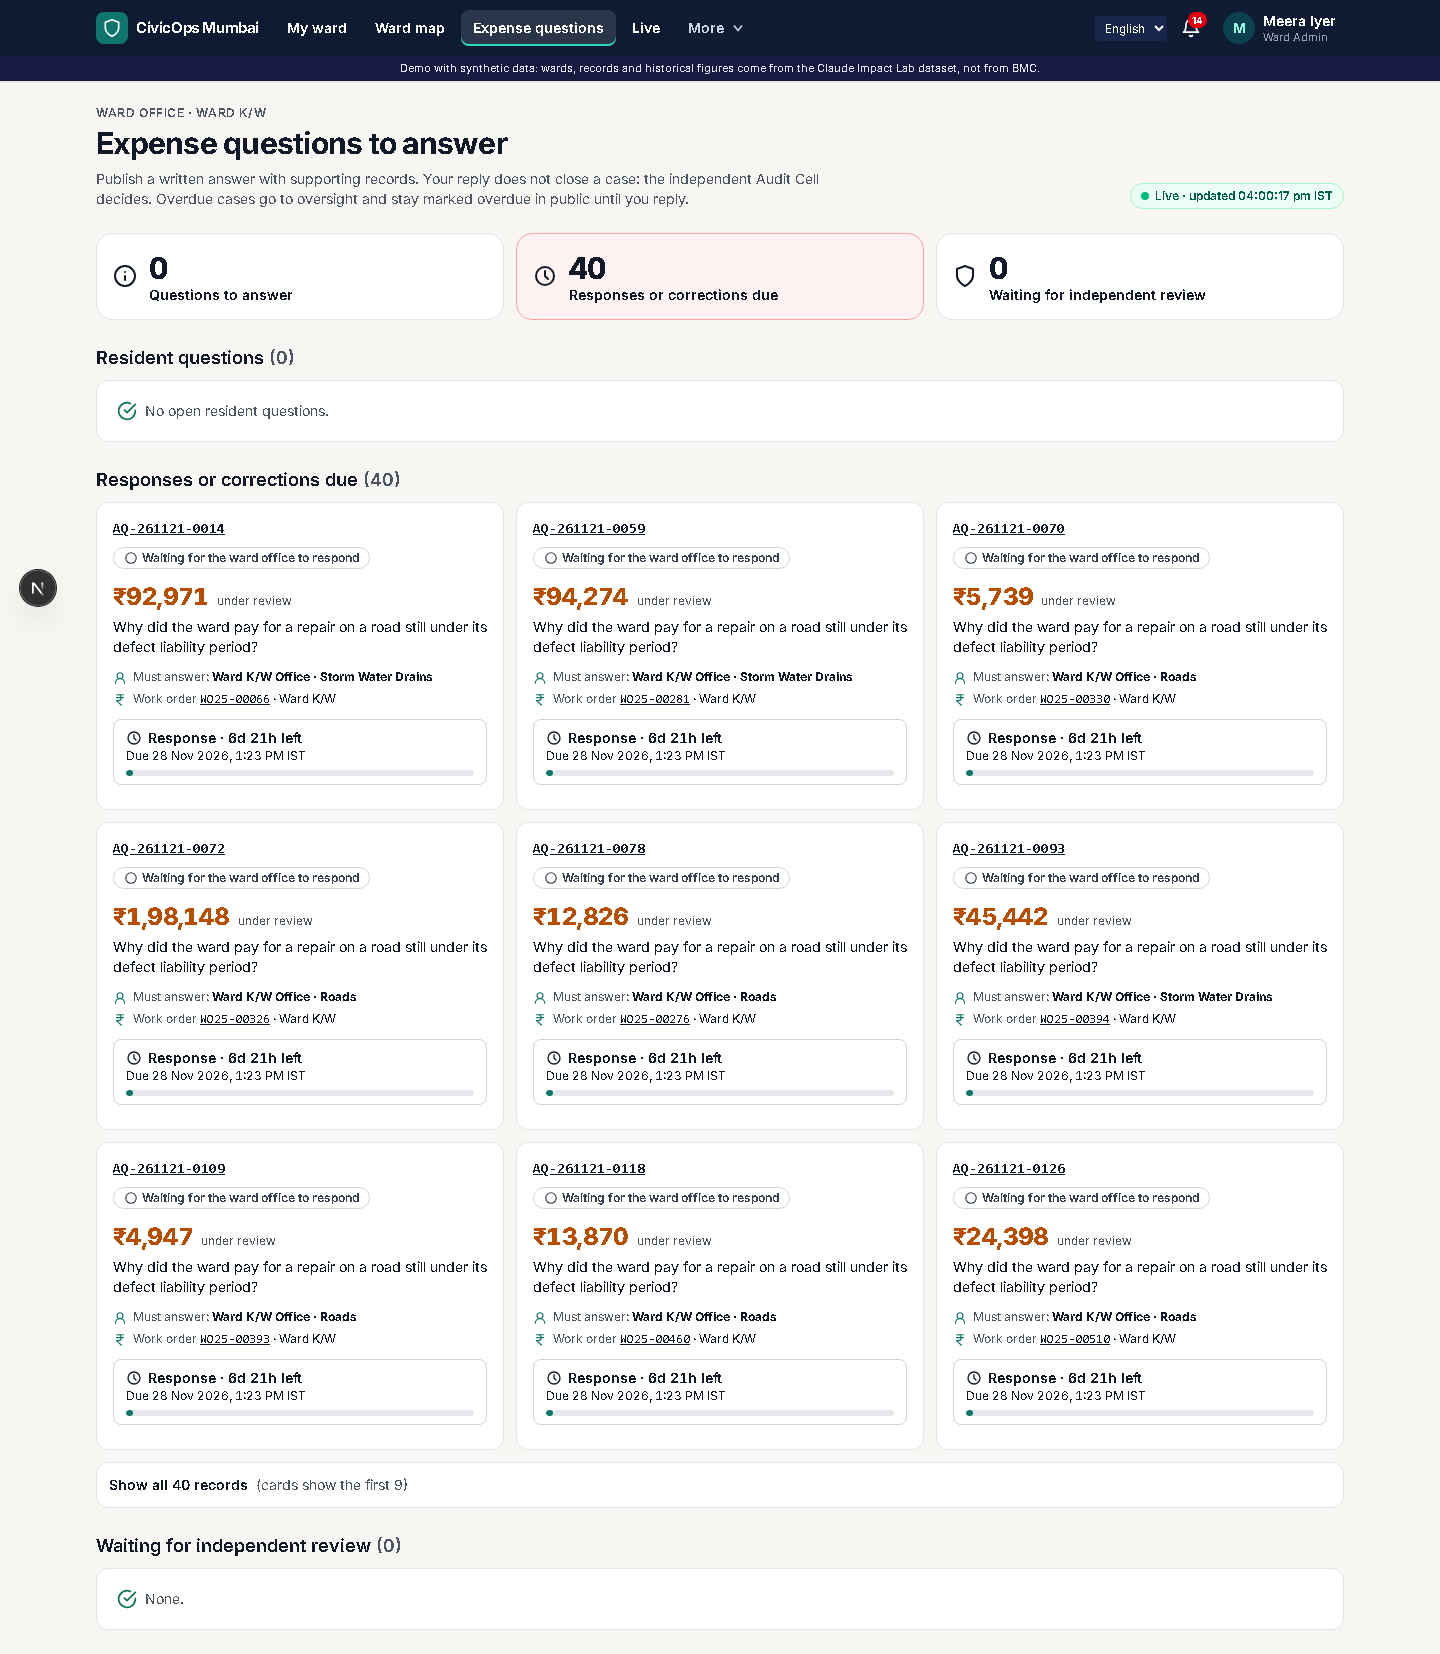 CivicOps Mumbai
My ward
Ward map
Expense questions
Live
More
English
14
M
Meera Iyer
Ward Admin
Demo with synthetic data: wards, records and historical figures come from the Claude Impact Lab dataset, not from BMC.
WARD OFFICE · WARD K/W
Expense questions to answer
Publish a written answer with supporting records. Your reply does not close a case: the independent Audit Cell
decides. Overdue cases go to oversight and stay marked overdue in public until you reply.
Live · updated 04:00:17 pm IST
0
Questions to answer
40
Responses or corrections due
0
Waiting for independent review
Resident questions (0)
No open resident questions.
Responses or corrections due (40)
AQ-261121-0014
Waiting for the ward office to respond
₹92,971 under review
Why did the ward pay for a repair on a road still under its
defect liability period?
Must answer: Ward K/W Office · Storm Water Drains
Work order WO25-00066 · Ward K/W
Response · 6d 21h left
Due 28 Nov 2026, 1:23 PM IST
AQ-261121-0059
Waiting for the ward office to respond
₹94,274 under review
Why did the ward pay for a repair on a road still under its
defect liability period?
Must answer: Ward K/W Office · Storm Water Drains
Work order WO25-00281 · Ward K/W
Response · 6d 21h left
Due 28 Nov 2026, 1:23 PM IST
AQ-261121-0070
Waiting for the ward office to respond
₹5,739 under review
Why did the ward pay for a repair on a road still under its
defect liability period?
Must answer: Ward K/W Office · Roads
Work order WO25-00330 · Ward K/W
Response · 6d 21h left
Due 28 Nov 2026, 1:23 PM IST
N
AQ-261121-0072
Waiting for the ward office to respond
₹1,98,148 under review
Why did the ward pay for a repair on a road still under its
defect liability period?
Must answer: Ward K/W Office · Roads
Work order WO25-00326 · Ward K/W
Response · 6d 21h left
Due 28 Nov 2026, 1:23 PM IST
AQ-261121-0078
Waiting for the ward office to respond
₹12,826 under review
Why did the ward pay for a repair on a road still under its
defect liability period?
Must answer: Ward K/W Office · Roads
Work order WO25-00276 · Ward K/W
Response · 6d 21h left
Due 28 Nov 2026, 1:23 PM IST
AQ-261121-0093
Waiting for the ward office to respond
₹45,442 under review
Why did the ward pay for a repair on a road still under its
defect liability period?
Must answer: Ward K/W Office · Storm Water Drains
Work order WO25-00394 · Ward K/W
Response · 6d 21h left
Due 28 Nov 2026, 1:23 PM IST
AQ-261121-0109
Waiting for the ward office to respond
₹4,947 under review
Why did the ward pay for a repair on a road still under its
defect liability period?
Must answer: Ward K/W Office · Roads
Work order WO25-00393 · Ward K/W
Response · 6d 21h left
Due 28 Nov 2026, 1:23 PM IST
AQ-261121-0118
Waiting for the ward office to respond
₹13,870 under review
Why did the ward pay for a repair on a road still under its
defect liability period?
Must answer: Ward K/W Office · Roads
Work order WO25-00460 · Ward K/W
Response · 6d 21h left
Due 28 Nov 2026, 1:23 PM IST
AQ-261121-0126
Waiting for the ward office to respond
₹24,398 under review
Why did the ward pay for a repair on a road still under its
defect liability period?
Must answer: Ward K/W Office · Roads
Work order WO25-00510 · Ward K/W
Response · 6d 21h left
Due 28 Nov 2026, 1:23 PM IST
Show all 40 records (cards show the first 9)
Waiting for independent review (0)
None.